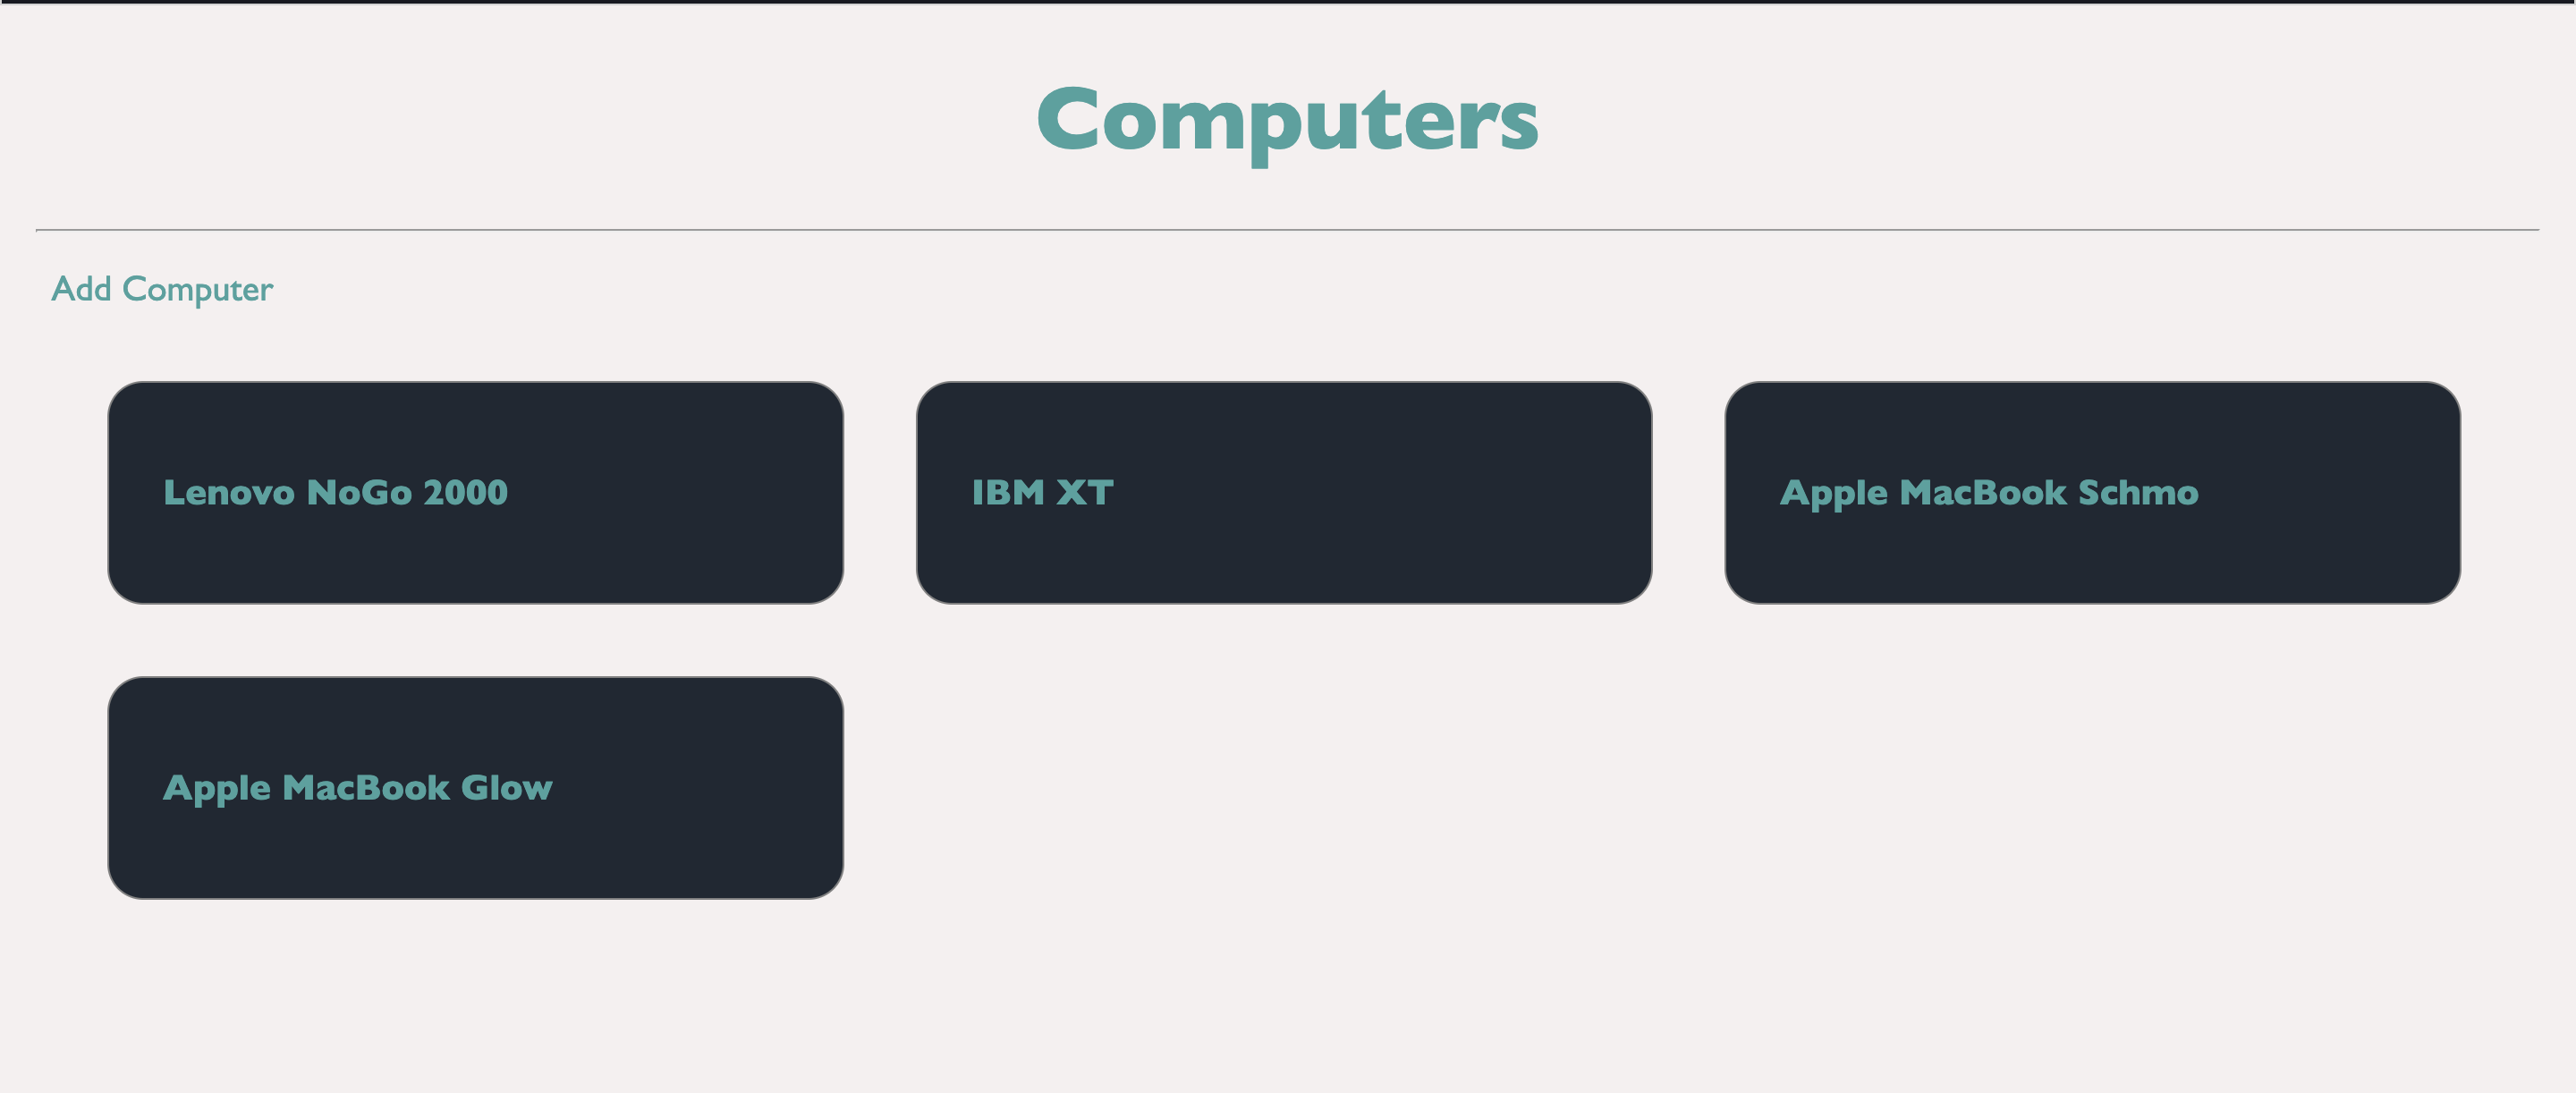 Computers
Add Computer
Lenovo NoGo 2000
IBM XT
Apple MacBook Schmo
Apple MacBook Glow